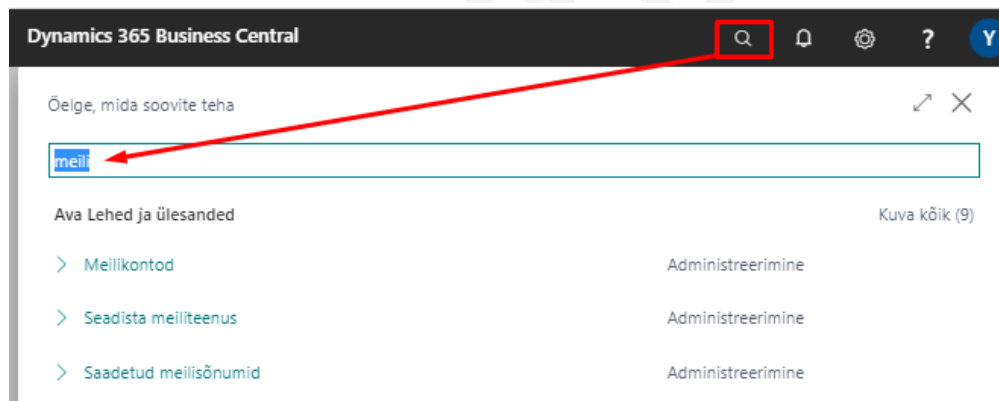 Dynamics 365 Business Central ? Y
Öelge, mida soovite teha
meili
Ava Lehed ja ülesanded Kuva kõik (9)
Meilikontod Administreerimine
Seadista meiliteenus Administreerimine
Saadetud meilisõnumid Administreerimine